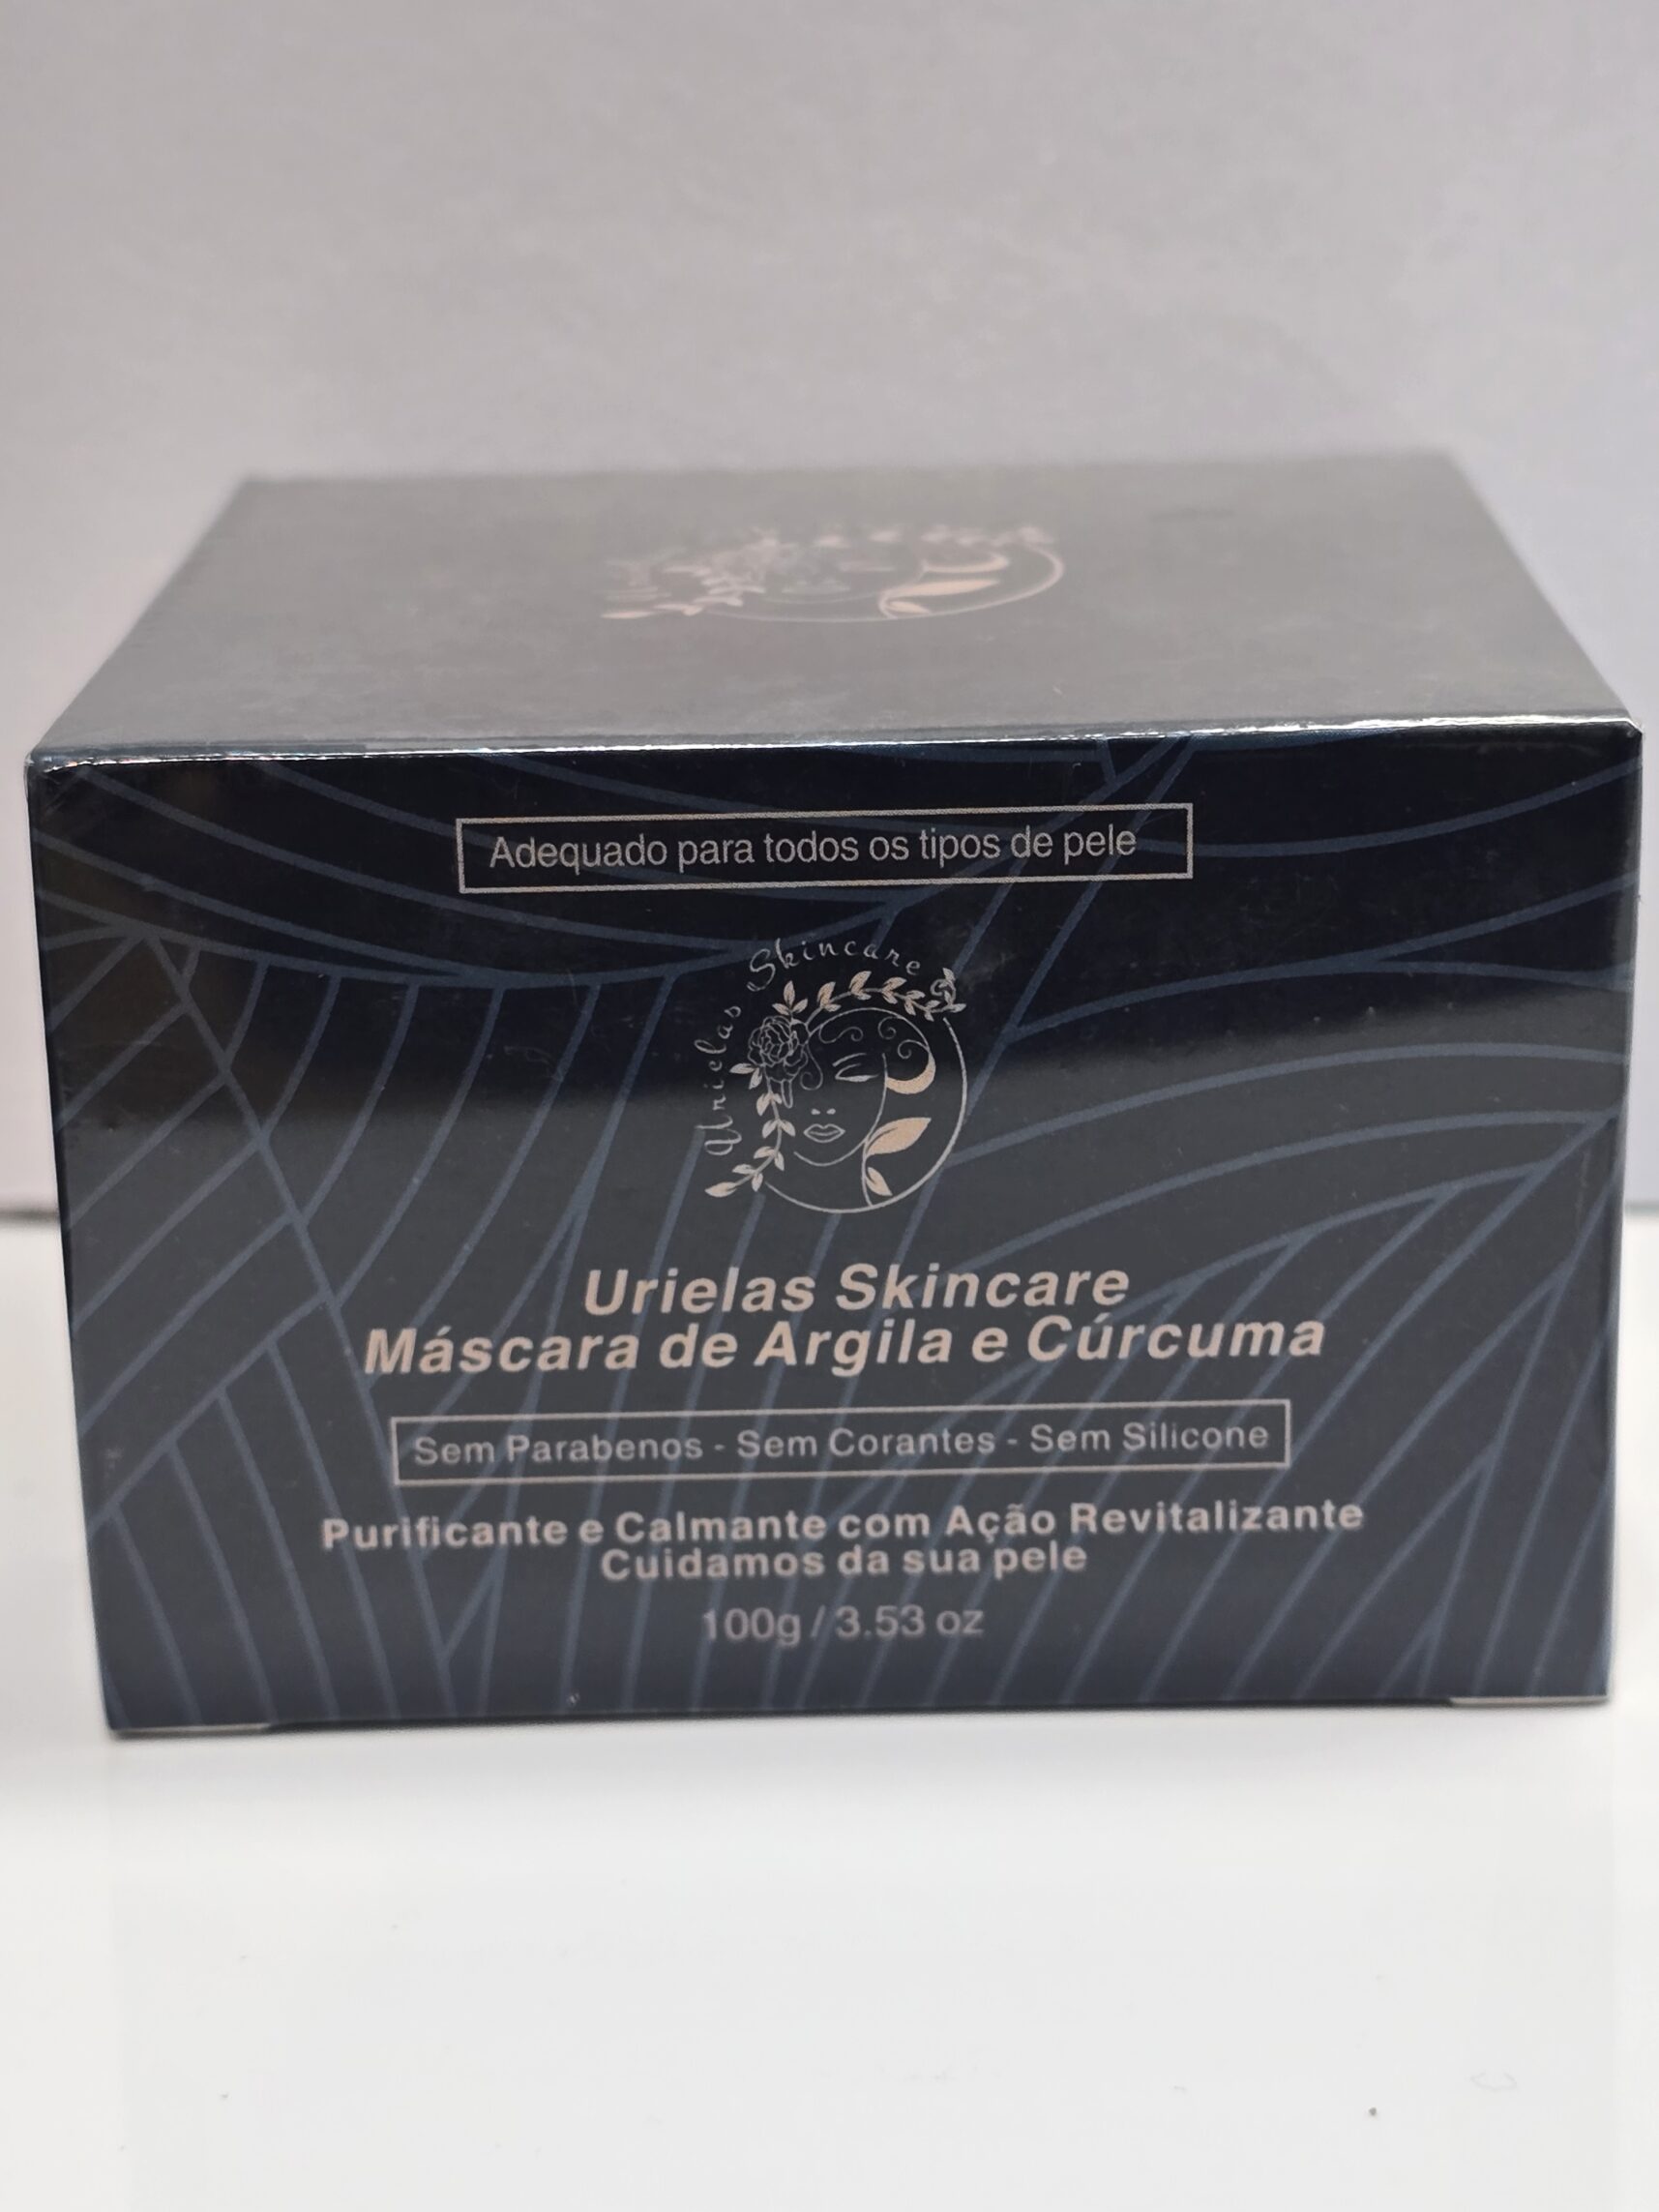 Adequado para todos os tipos de pele
Urielas Skincare
Urielas Skincare
Máscara de Argila e Cúrcuma
Sem Parabenos - Sem Corantes - Sem Silicone
Purificante e Calmante com Ação Revitalizante
Cuidamos da sua pele
100g / 3.53 oz